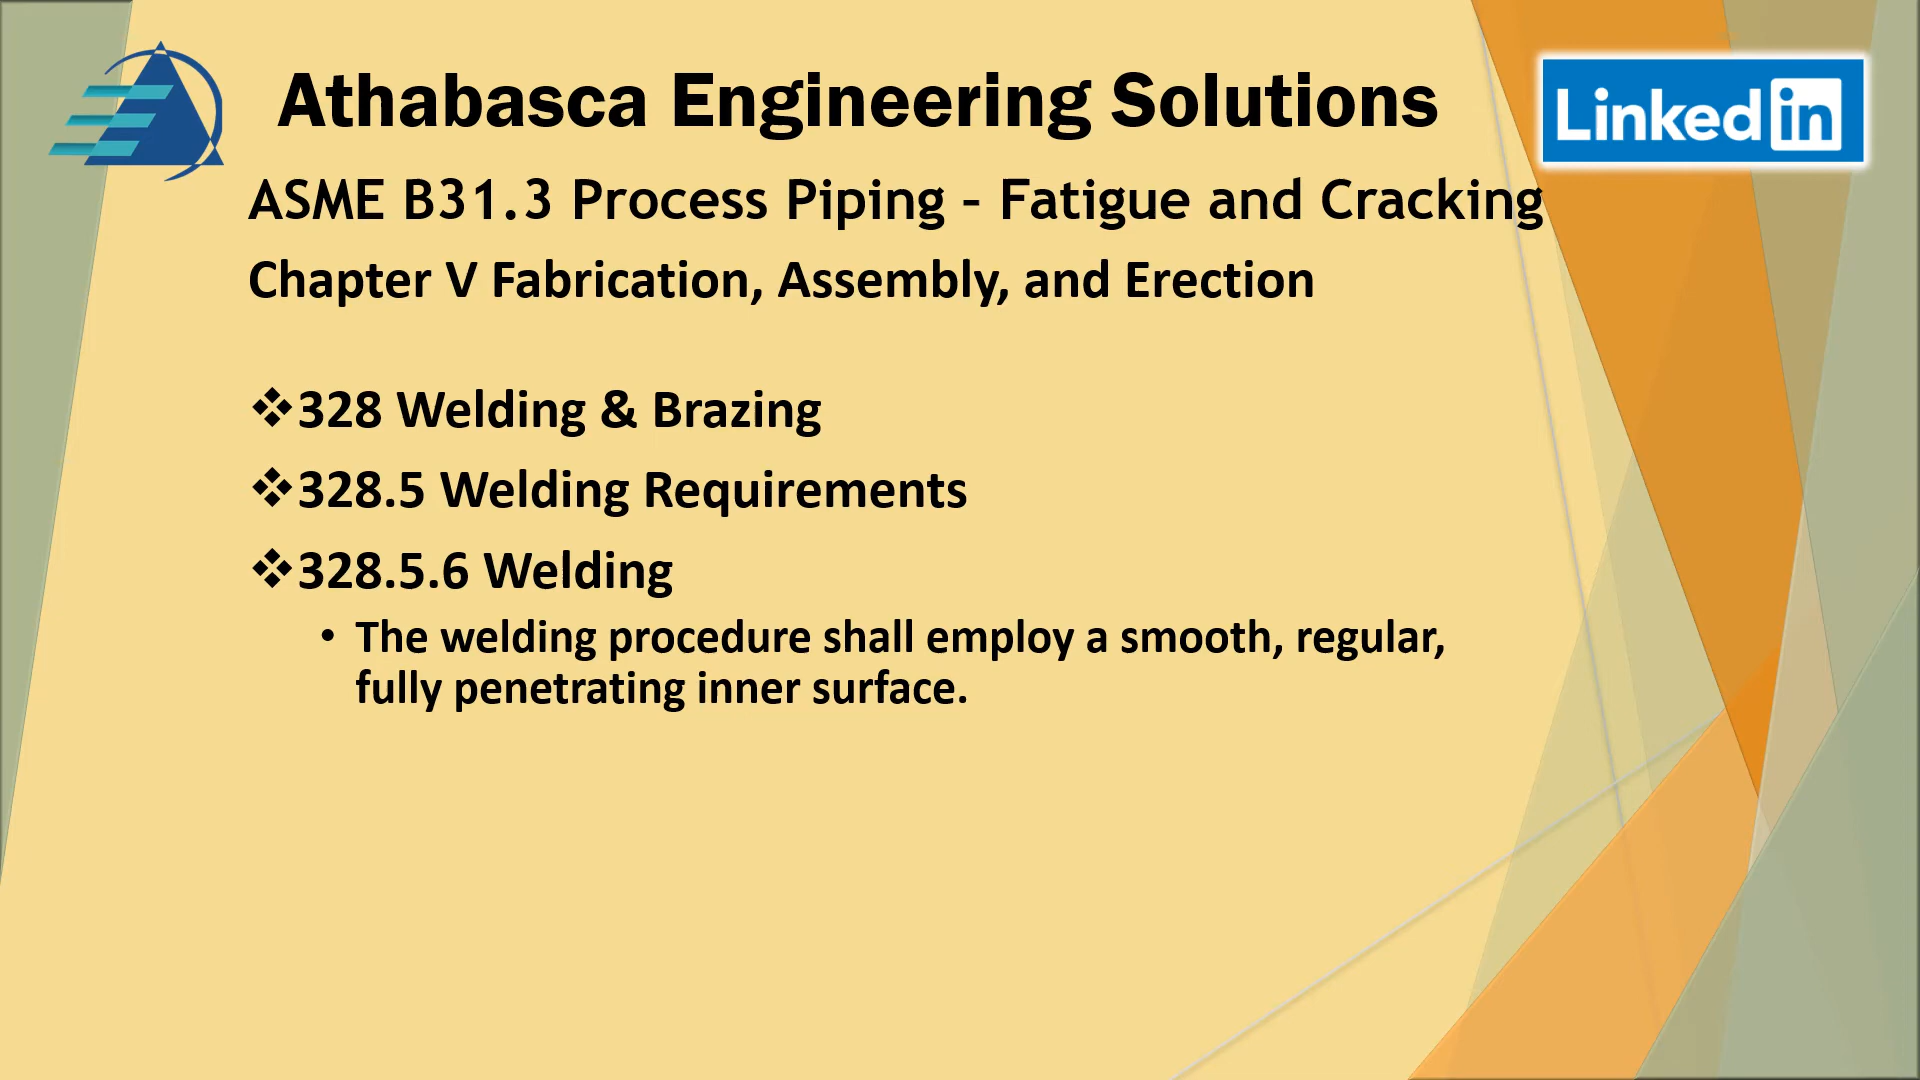 Athabasca Engineering Solutions
Linked in
ASME B31.3 Process Piping – Fatigue and Cracking
Chapter V Fabrication, Assembly, and Erection
❖328 Welding & Brazing
❖328.5 Welding Requirements
❖328.5.6 Welding
• The welding procedure shall employ a smooth, regular,
fully penetrating inner surface.